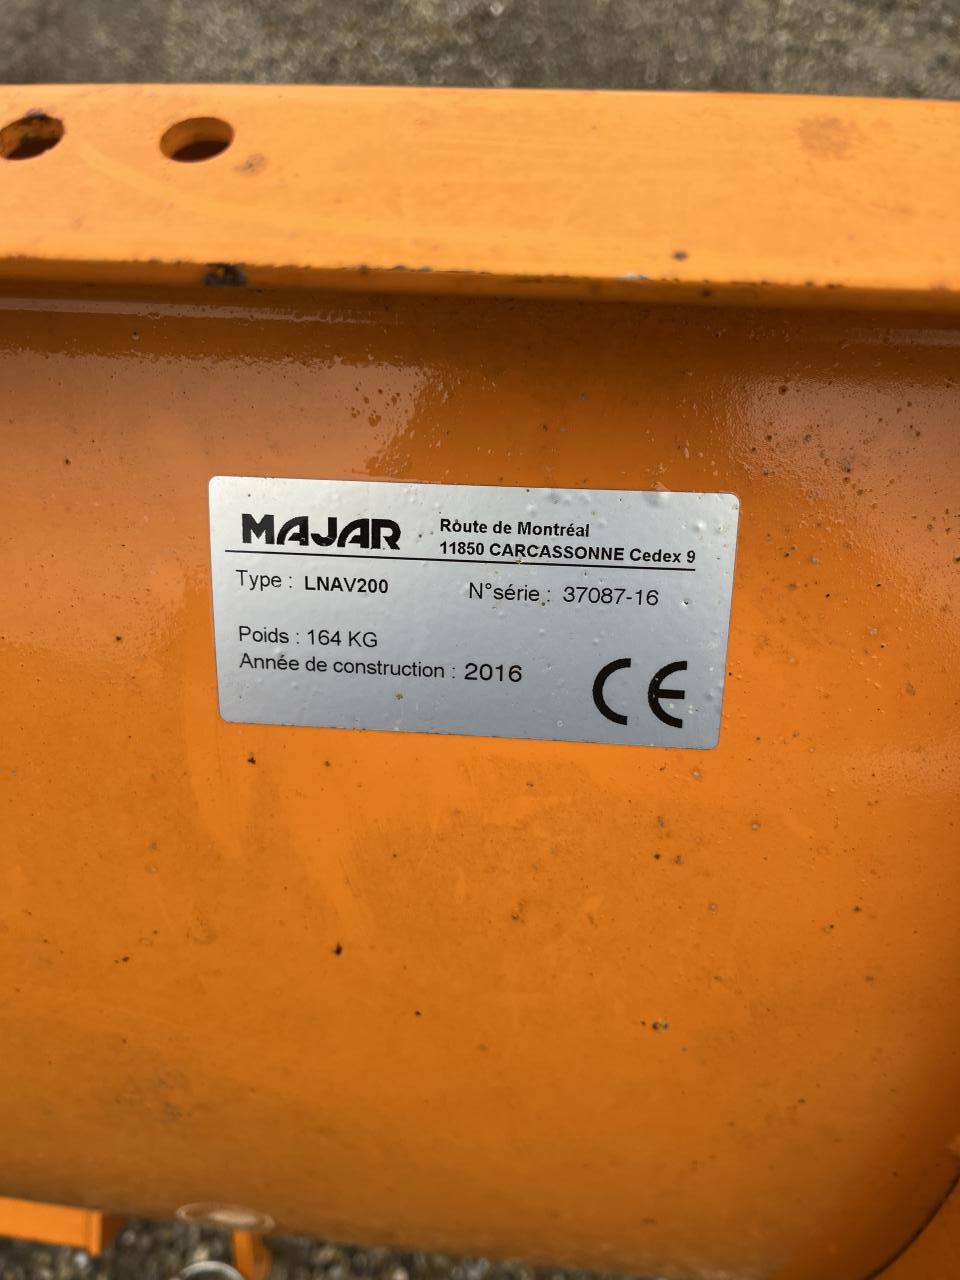 MAJAR
Route de Montréal
11850 CARCASSONNE Cedex 9
Type : LNAV200
N°série : 37087-16
Poids : 164 KG
Année de construction : 2016
CE